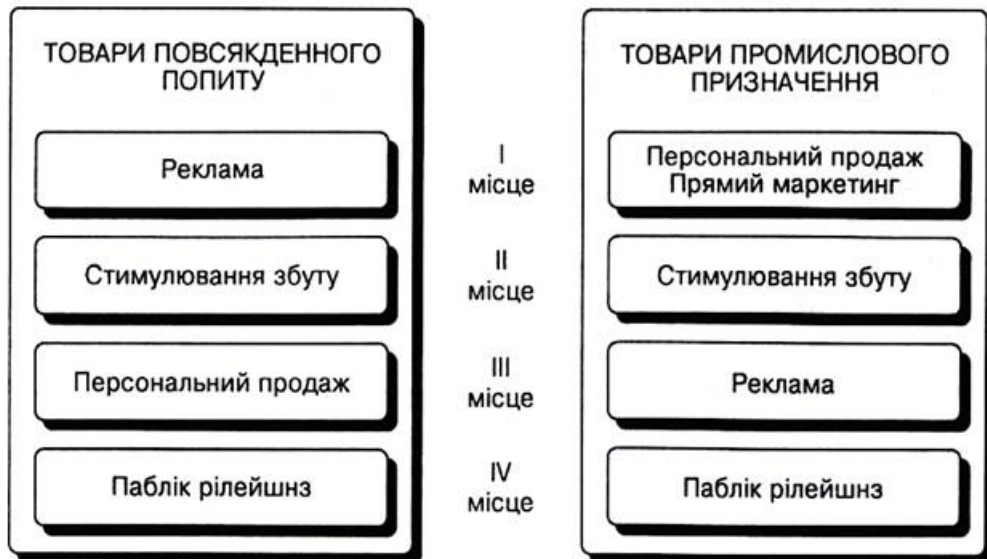 ТОВАРИ ПОВСЯКДЕННОГО
ПОПИТУ
Реклама
Стимулювання збуту
Персональний продаж
Паблік рілейшнз
I
місце
II
місце
III
місце
IV
місце
ТОВАРИ ПРОМИСЛОВОГО
ПРИЗНАЧЕННЯ
Персональний продаж
Прямий маркетинг
Стимулювання збуту
Реклама
Паблік рілейшнз